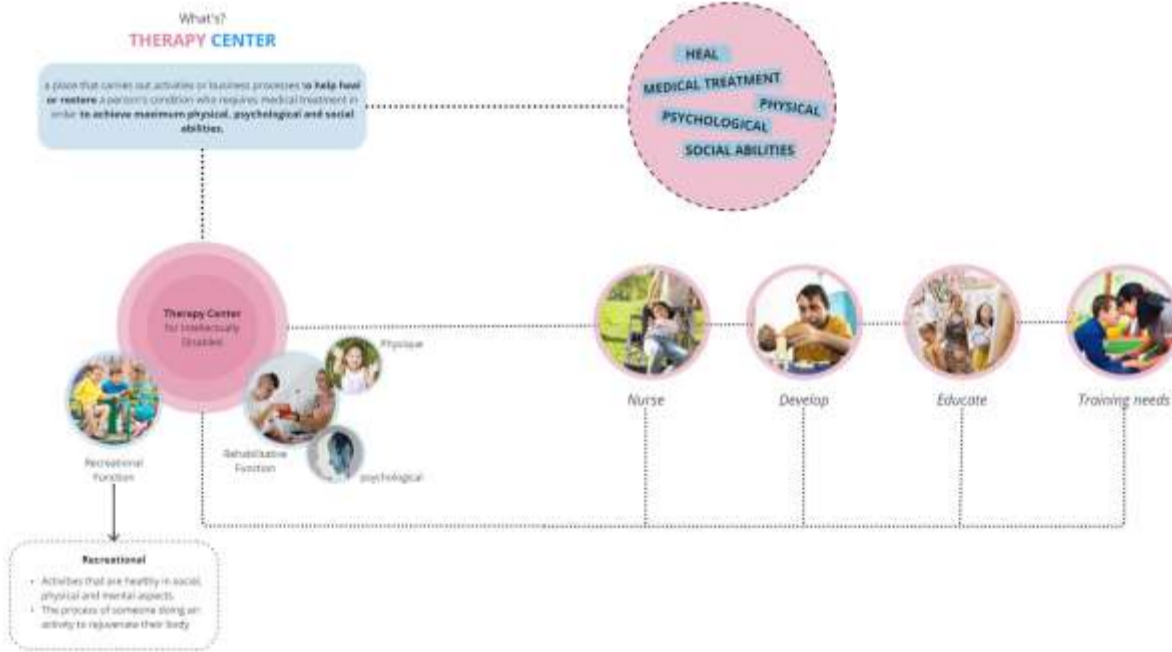 What's?
THERAPY CENTER
a place that carries out activities or business processes to help heal
or restore a person's condition who requires medical treatment in
order to achieve maximum physical, psychological and social
abilities.
HEAL
MEDICAL TREATMENT
PHYSICAL
PSYCHOLOGICAL
SOCIAL ABILITIES
Therapy Center
for Intellectually
Disabled
Physique
Recreational
Function
Rehabilitative
Function
psychological
Nurse
Develop
Educate
Training needs
Recreational
• Activities that are healthy in social,
physical and mental aspects.
• The process of someone doing an
activity to rejuvenate their body